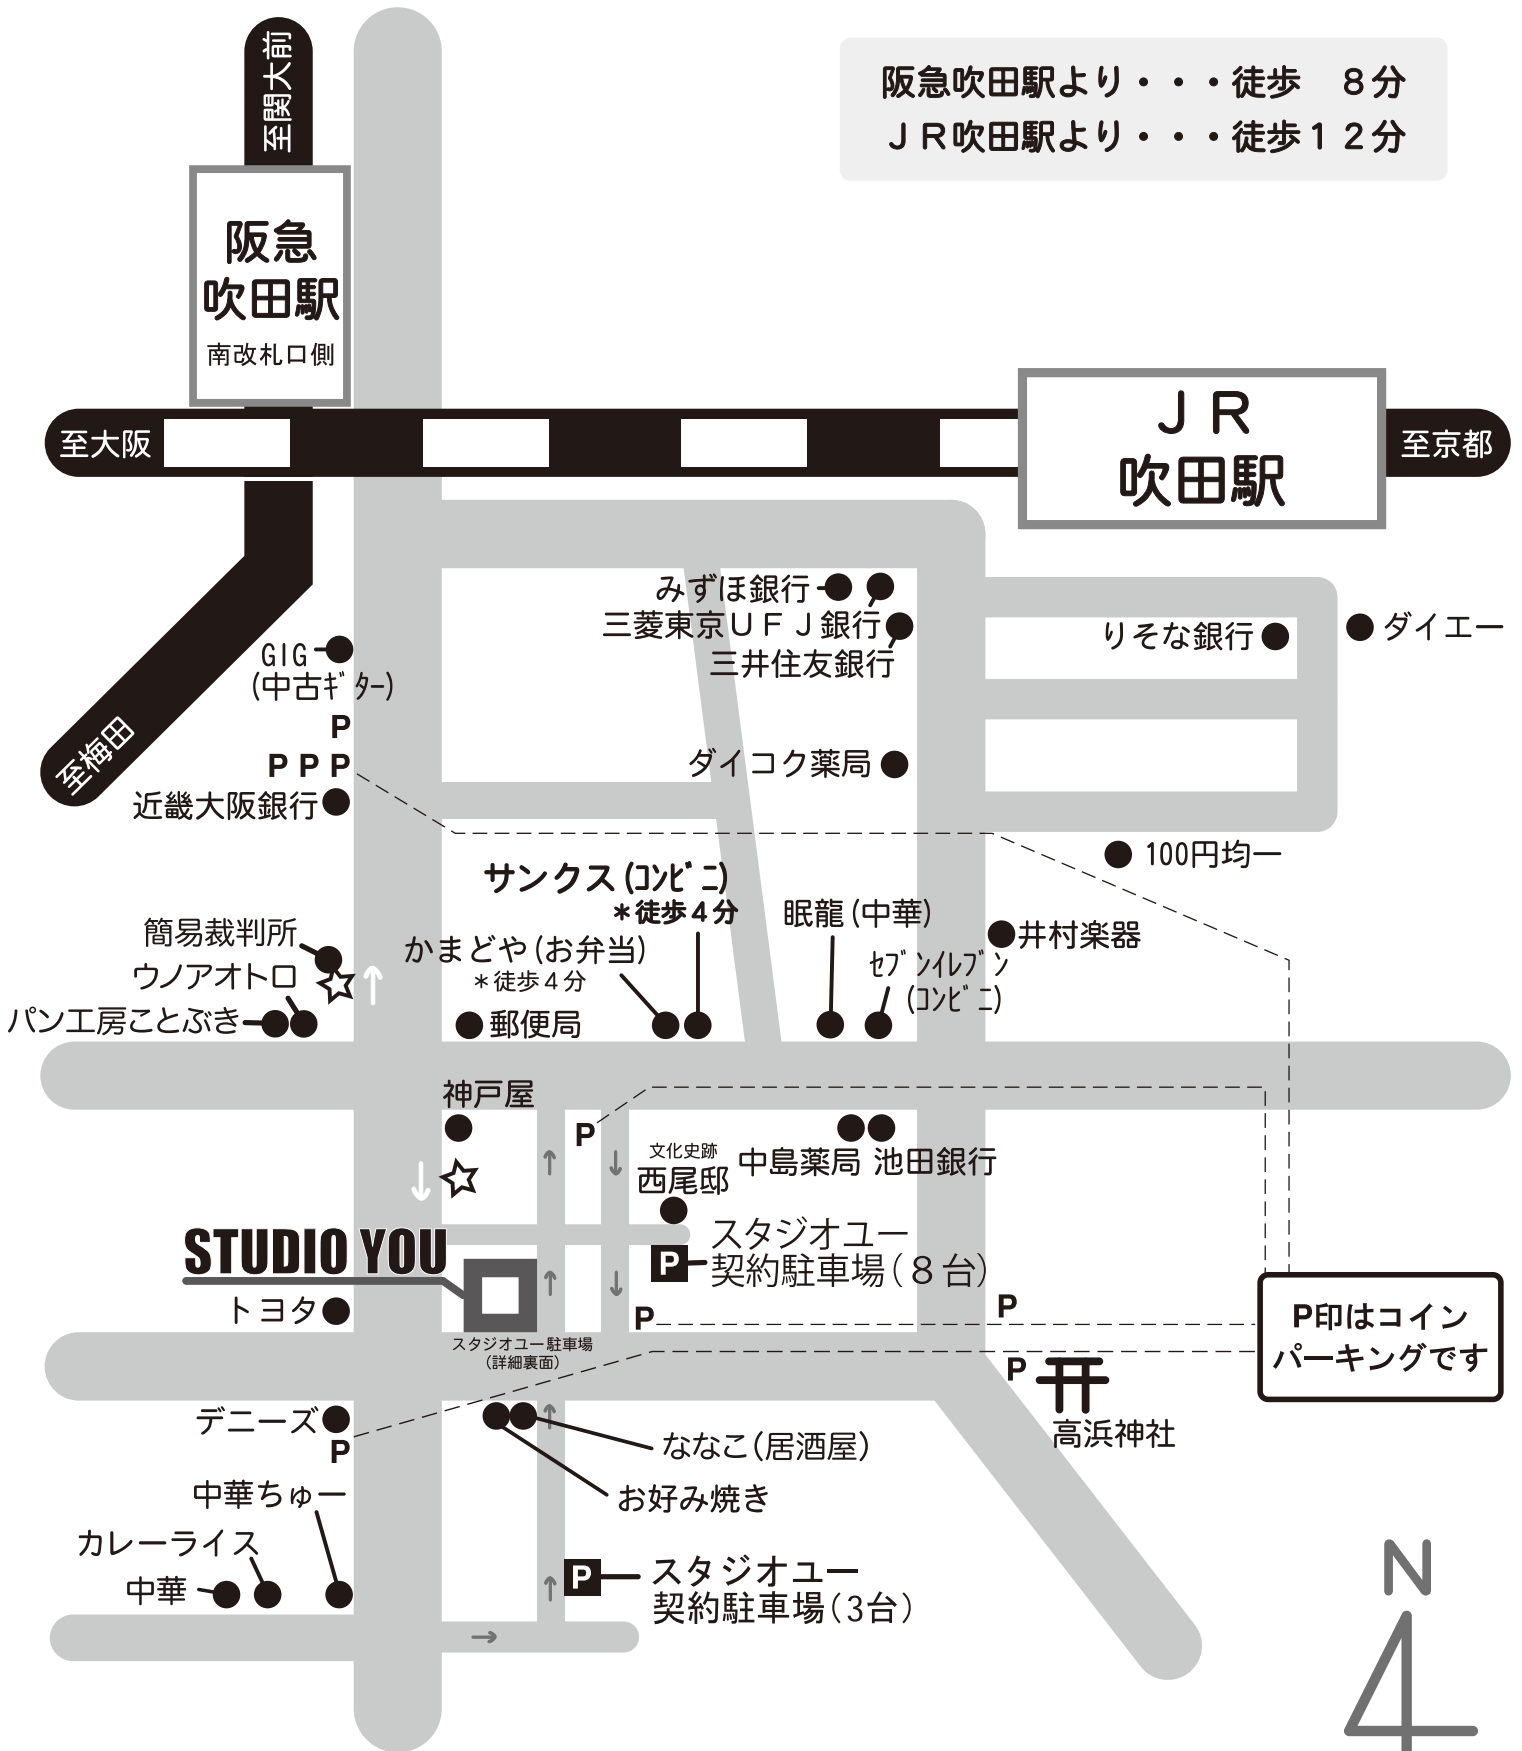 至関大前
阪急吹田駅より・・・徒歩　８分
ＪＲ吹田駅より・・・徒歩１２分
阪急
吹田駅
南改札口側
至大阪
ＪＲ
吹田駅
至京都
みずほ銀行
三菱東京ＵＦＪ銀行
三井住友銀行
りそな銀行
ダイエー
GIG
(中古ｷﾞﾀｰ)
P
P P P
至梅田
近畿大阪銀行
ダイコク薬局
100円均一
サンクス(ｺﾝﾋﾞﾆ)
＊徒歩４分
眠龍(中華)
簡易裁判所
かまどや(お弁当)
＊徒歩４分
井村楽器
ｾﾌﾞﾝｲﾚﾌﾞﾝ
(ｺﾝﾋﾞﾆ)
ウノアオトロ
パン工房ことぶき
郵便局
神戸屋
P
文化史跡
西尾邸
中島薬局
池田銀行
STUDIO YOU
スタジオユー
契約駐車場(８台)
P
トヨタ
P
P
P印はコイン
パーキングです
スタジオユー駐車場
(詳細裏面)
P
高浜神社
デニーズ
P
ななこ(居酒屋)
お好み焼き
中華ちゅー
カレーライス
中華
P
スタジオユー
契約駐車場(3台)
N